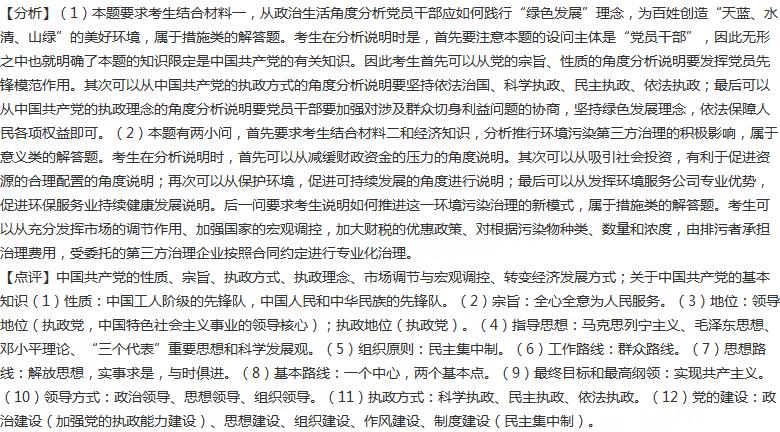 【分析】（1）本题要求考生结合材料一，从政治生活角度分析党员干部应如何践行“绿色发展”理念，为百姓创造“天蓝、水
清、山绿”的美好环境，属于措施类的解答题。考生在分析说明时是，首先要注意本题的设问主体是“党员干部”，因此无形
之中也就明确了本题的知识限定是中国共产党的有关知识。因此考生首先可以从党的宗旨、性质的角度分析说明要发挥党员先
锋模范作用。其次可以从中国共产党的执政方式的角度分析说明要坚持依法治国、科学执政、民主执政、依法执政；最后可以
从中国共产党的执政理念的角度分析说明要党员干部要加强对涉及群众切身利益问题的协商，坚持绿色发展理念，依法保障人
民各项权益即可。（2）本题有两小问，首先要求考生结合材料二和经济知识，分析推行环境污染第三方治理的积极影响，属于
意义类的解答题。考生在分析说明时，首先可以从减缓财政资金的压力的角度说明。其次可以从吸引社会投资，有利于促进资
源的合理配置的角度说明；再次可以从保护环境，促进可持续发展的角度进行说明；最后可以从发挥环境服务公司专业优势，
促进环保服务业持续健康发展说明。后一问要求考生说明如何推进这一环境污染治理的新模式，属于措施类的解答题。考生可
以从充分发挥市场的调节作用、加强国家的宏观调控，加大财税的优惠政策、对根据污染物种类、数量和浓度，由排污者承担
治理费用，受委托的第三方治理企业按照合同约定进行专业化治理。
【点评】中国共产党的性质、宗旨、执政方式、执政理念、市场调节与宏观调控、转变经济发展方式；关于中国共产党的基本
知识（1）性质：中国工人阶级的先锋队，中国人民和中华民族的先锋队。（2）宗旨：全心全意为人民服务。（3）地位：领导
地位（执政党，中国特色社会主义事业的领导核心）；执政地位（执政党）。（4）指导思想：马克思列宁主义、毛泽东思想、
邓小平理论、“三个代表”重要思想和科学发展观。（5）组织原则：民主集中制。（6）工作路线：群众路线。（7）思想路
线：解放思想，实事求是，与时俱进。（8）基本路线：一个中心，两个基本点。（9）最终目标和最高纲领：实现共产主义。
（10）领导方式：政治领导、思想领导、组织领导。（11）执政方式：科学执政、民主执政、依法执政。（12）党的建设：政
治建设（加强党的执政能力建设）、思想建设、组织建设、作风建设、制度建设（民主集中制）。